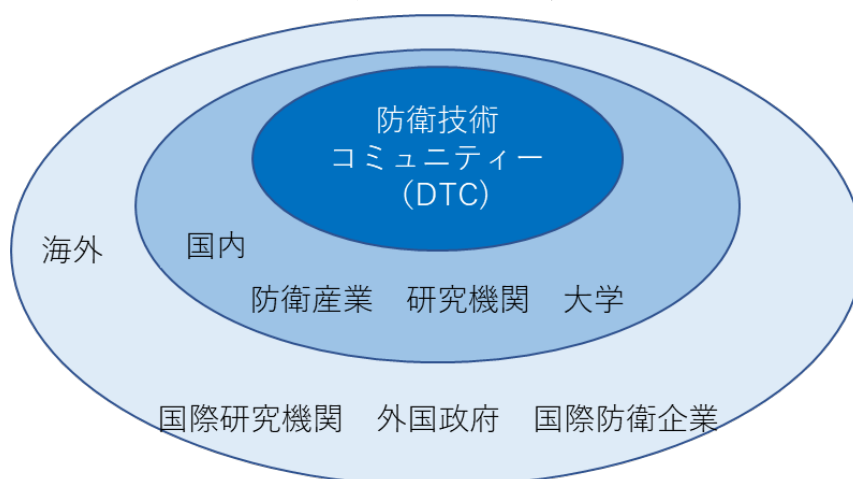 防衛技術
コミュニティー
(DTC)
海外
国内
防衛産業 研究機関 大学
国際研究機関 外国政府 国際防衛企業